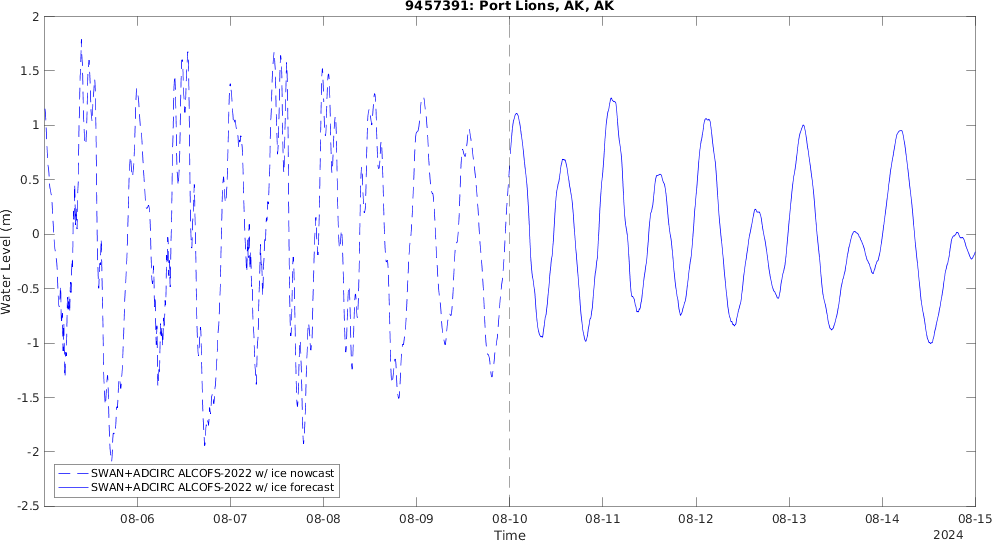 9457391: Port Lions, AK, AK
Water Level (m)
2
1.5
1
0.5
0
-0.5
-1
-1.5
-2
-2.5
SWAN+ADCIRC ALCOFS-2022 w/ ice nowcast
SWAN+ADCIRC ALCOFS-2022 w/ ice forecast
08-06 08-07 08-08 08-09 08-10 08-11 08-12 08-13 08-14 08-15
Time
2024